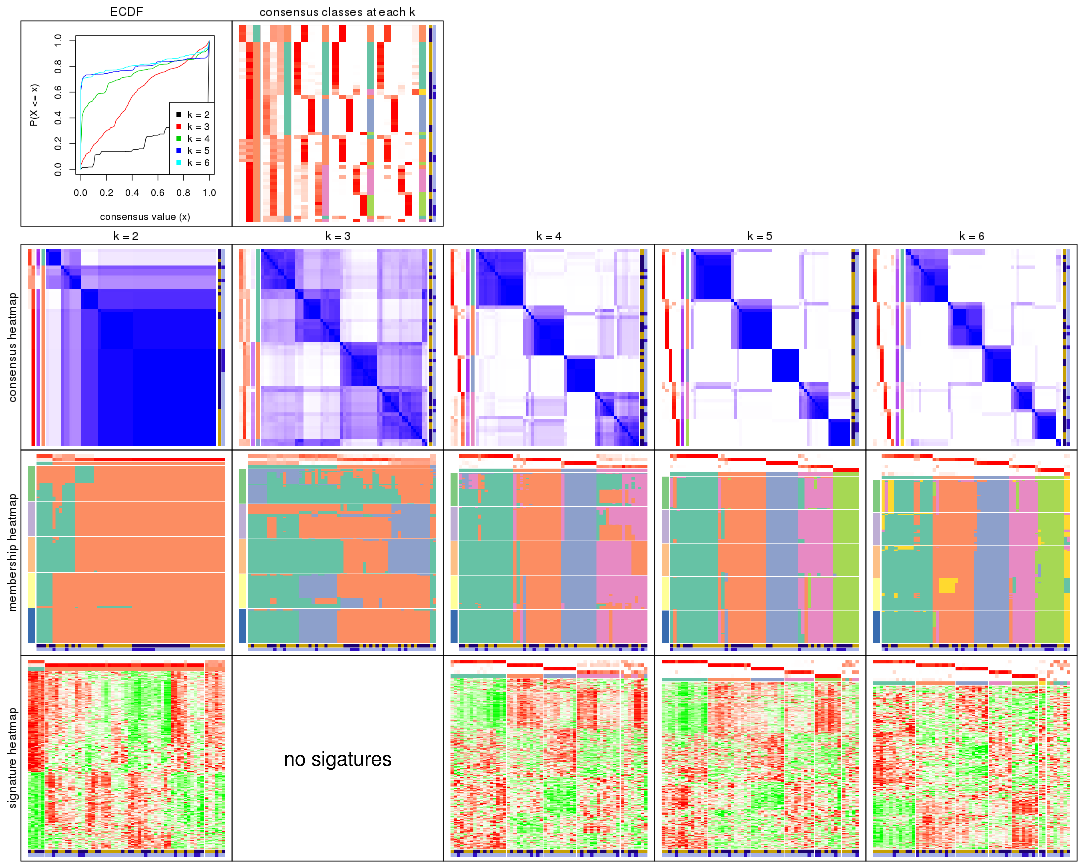 ECDF
consensus classes at each k
P(X <= x)
0.0 0.2 0.4 0.6 0.8 1.0
k = 2
k = 3
k = 4
k = 5
k = 6
0.0 0.2 0.4 0.6 0.8 1.0
consensus value (x)
k = 2 k = 3 k = 4 k = 5 k = 6
consensus heatmap
membership heatmap
signature heatmap
no sigatures